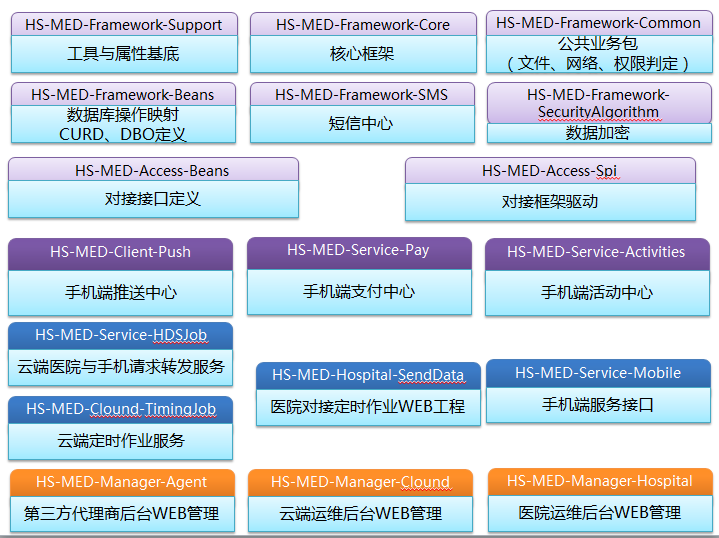 HS-MED-Framework-Support
工具与属性基底
HS-MED-Framework-Core
核心框架
HS-MED-Framework-Common
公共业务包
（文件、网络、权限判定）
HS-MED-Framework-Beans
数据库操作映射
CURD、DBO定义
HS-MED-Framework-SMS
短信中心
HS-MED-Framework-
SecurityAlgorithm
数据加密
HS-MED-Access-Beans
对接接口定义
HS-MED-Access-Spi
对接框架驱动
HS-MED-Client-Push
手机端推送中心
HS-MED-Service-Pay
手机端支付中心
HS-MED-Service-Activities
手机端活动中心
HS-MED-Service-HDSJob
云端医院与手机请求转发服务
HS-MED-Hospital-SendData
医院对接定时作业WEB工程
HS-MED-Service-Mobile
手机端服务接口
HS-MED-Clound-TimingJob
云端定时作业服务
HS-MED-Manager-Agent
第三方代理商后台WEB管理
HS-MED-Manager-Clound
云端运维后台WEB管理
HS-MED-Manager-Hospital
医院运维后台WEB管理